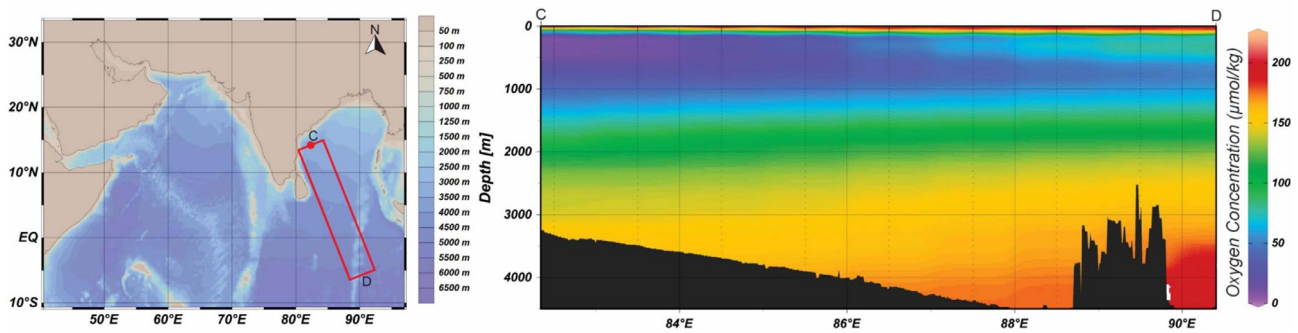 C
D
N
30°N
20°N
10°N
EQ
10°S
50°E
60°E
70°E
80°E
90°E
C
D
50 m
100 m
250 m
500 m
750 m
1000 m
1250 m
1500 m
1750 m
2000 m
2500 m
3000 m
3500 m
4000 m
4500 m
5000 m
5500 m
6000 m
6500 m
Depth [m]
0
1000
2000
3000
4000
84°E
86°E
88°E
90°E
200
150
100
50
0
Oxygen Concentration (μmol/kg)